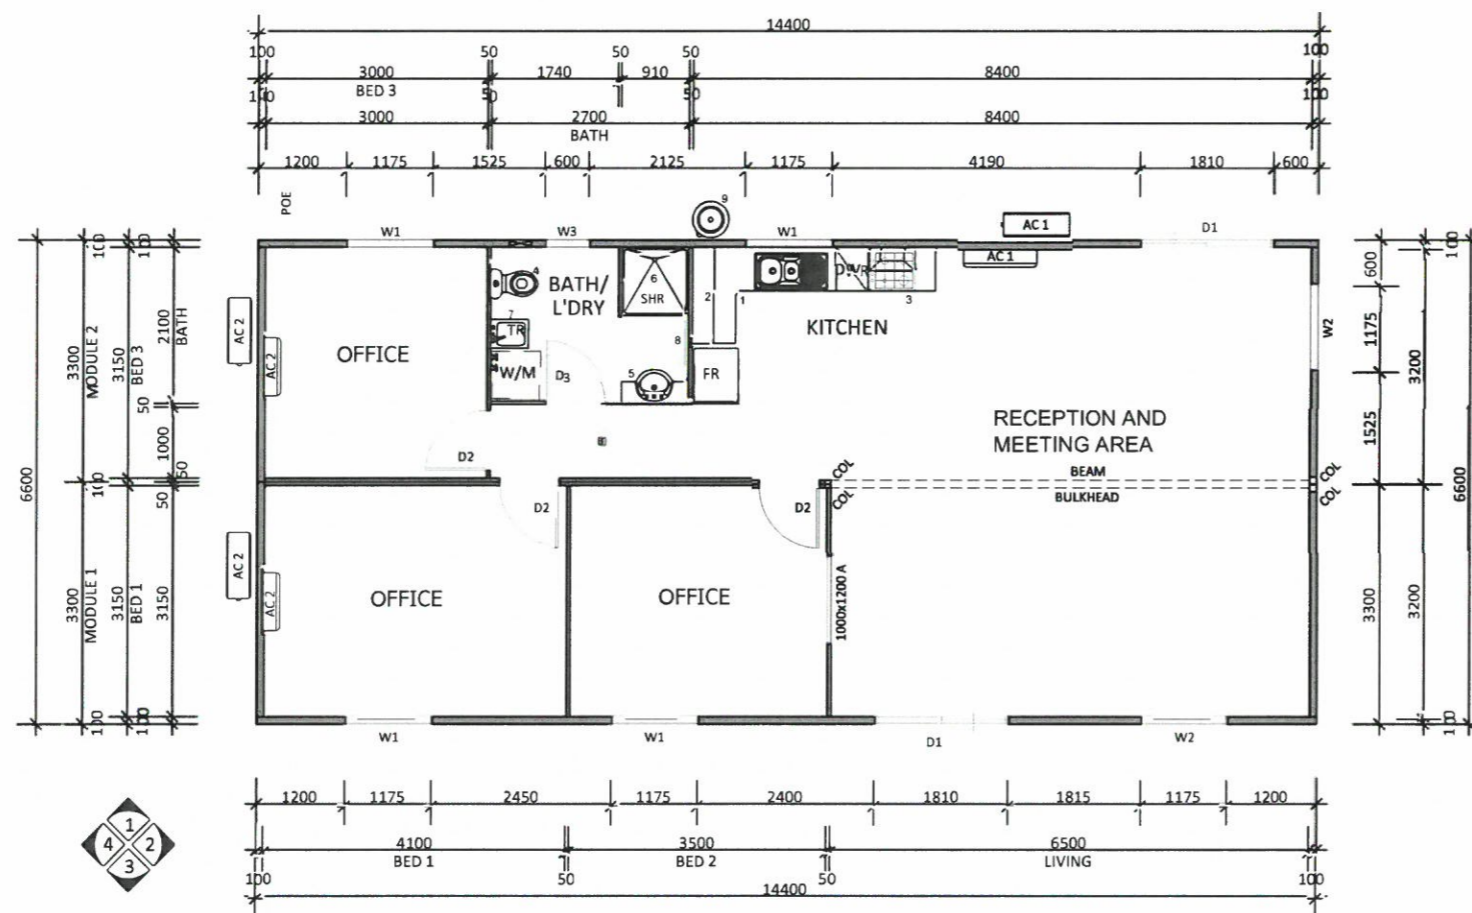 14400
100 50 50 50 100
3000 1740 910 8400
BED 3
100 50 50 100
3000 2700 8400
BATH
1200 1175 1525 600 2125 1175 4190 1810 600
POE
W1 W3 9 W1 AC 1 D1
AC 1
4 BATH/
L'DRY
6
SHR
2 1 3
KITCHEN
7
TR
8
W/M
D3
5
FR
OFFICE
AC 2
AC 2
D2
RECEPTION AND
MEETING AREA
BEAM
BULKHEAD
COL
COL
COL
COL
D2
D2
AC 2
AC 2
OFFICE
OFFICE
1000x1200 A
W2
W1 W1 D1 W2
6600
3300
MODULE 2
3300
MODULE 1
100
100
100
3150
BED 3
3150
BED 1
100
100
2100
BATH
50
1000
50
50
3150
600
1175
1525
3300
3200
3200
100
100
6600
1
4 2
3
1200 1175 2450 1175 2400 1810 1815 1175 1200
4100 3500 6500
BED 1 BED 2 LIVING
100 50 50 100
14400